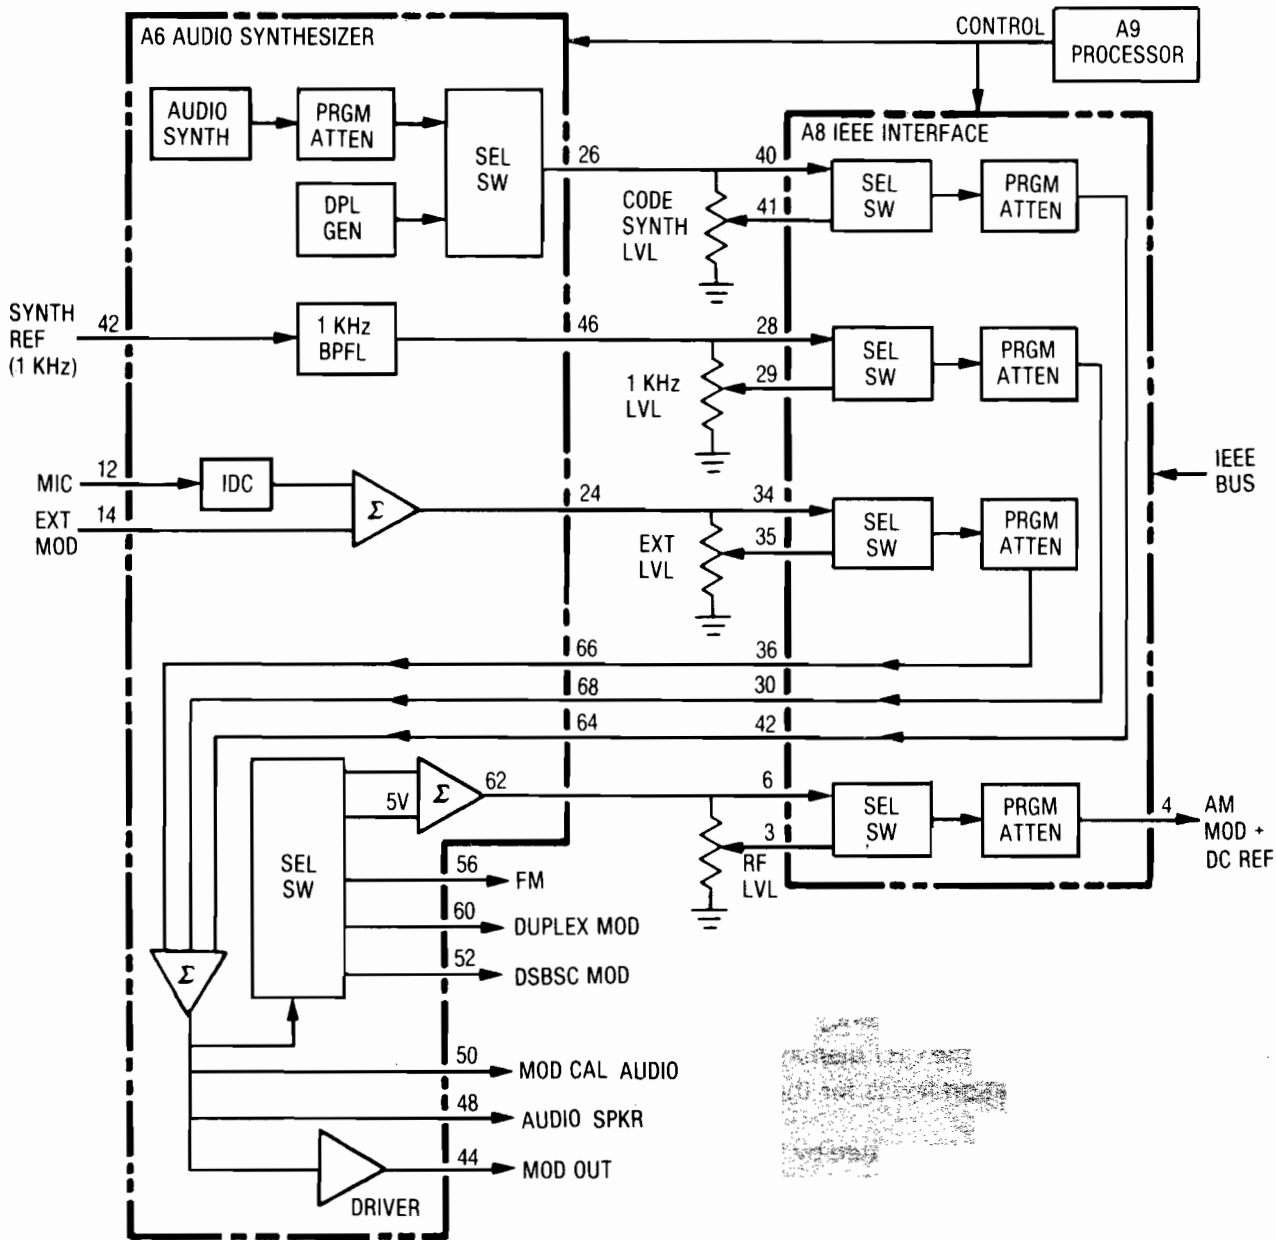 A6 AUDIO SYNTHESIZER
CONTROL
A9
PROCESSOR
AUDIO
SYNTH
PRGM
ATTEN
SEL
SW
DPL
GEN
A8 IEEE INTERFACE
26
40
CODE
SYNTH
LVL
41
SEL
SW
PRGM
ATTEN
SYNTH
REF
(1 KHz)
42
1 KHz
BPFL
46
28
1 KHz
LVL
29
SEL
SW
PRGM
ATTEN
MIC
12
IDC
EXT
MOD
14
Σ
24
34
EXT
LVL
35
SEL
SW
PRGM
ATTEN
IEEE
BUS
66
36
68
30
64
42
SEL
SW
5V
Σ
62
6
3
RF
LVL
SEL
SW
PRGM
ATTEN
4
AM
MOD +
DC REF
56
FM
60
DUPLEX MOD
52
DSBSC MOD
Σ
50
MOD CAL AUDIO
48
AUDIO SPKR
44
MOD OUT
DRIVER